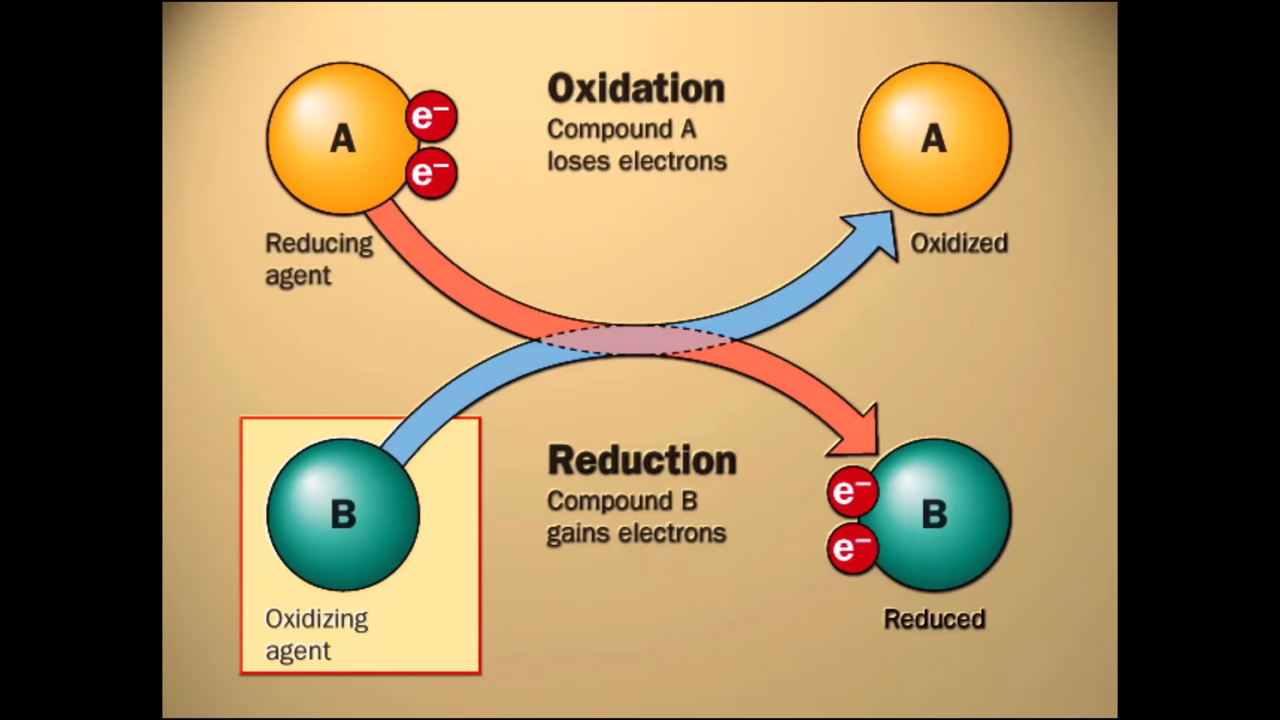 A
e⁻
e⁻
Oxidation
Compound A
loses electrons
A
Reducing
agent
Oxidized
B
Oxidizing
agent
Reduction
Compound B
gains electrons
e⁻
e⁻
B
Reduced